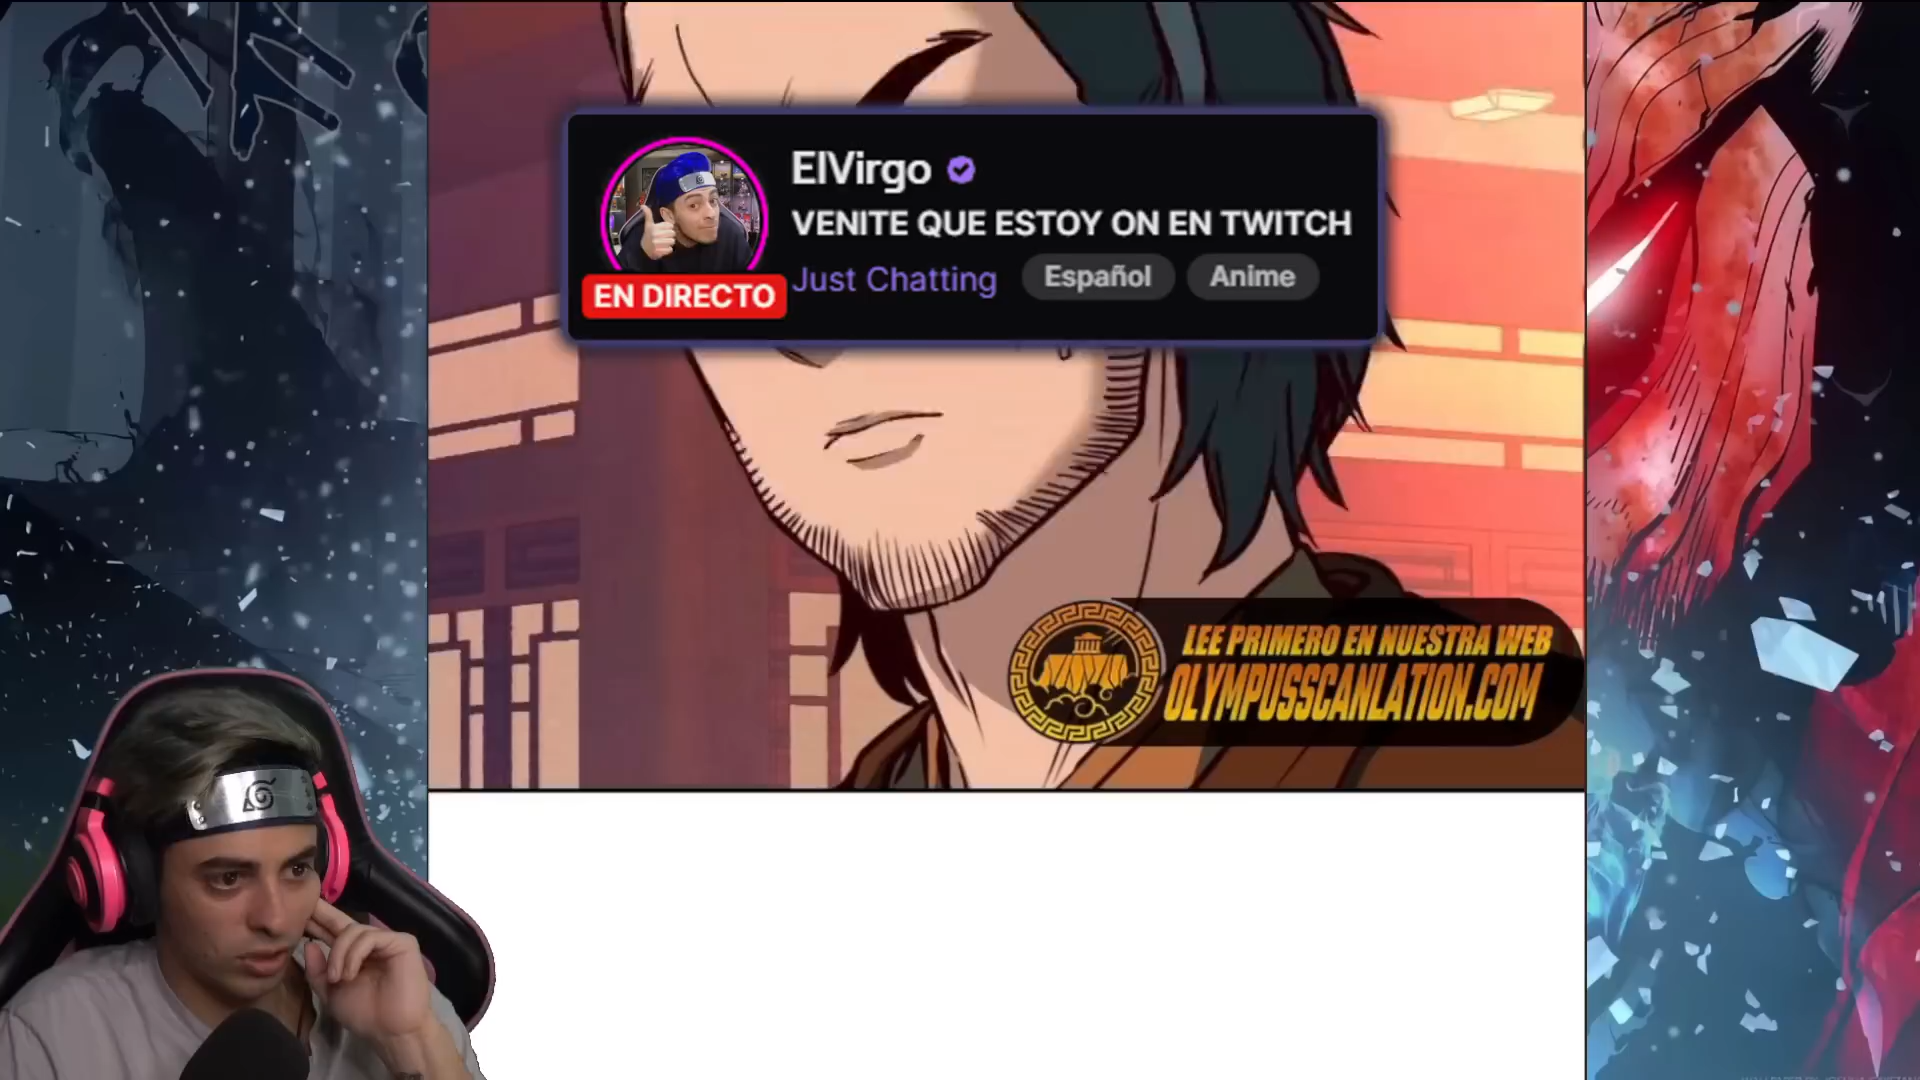 ElVirgo
VENITE QUE ESTOY ON EN TWITCH
Just Chatting
Español
Anime
EN DIRECTO
LEE PRIMERO EN NUESTRA WEB
OLYMPUSSCANLATION.COM